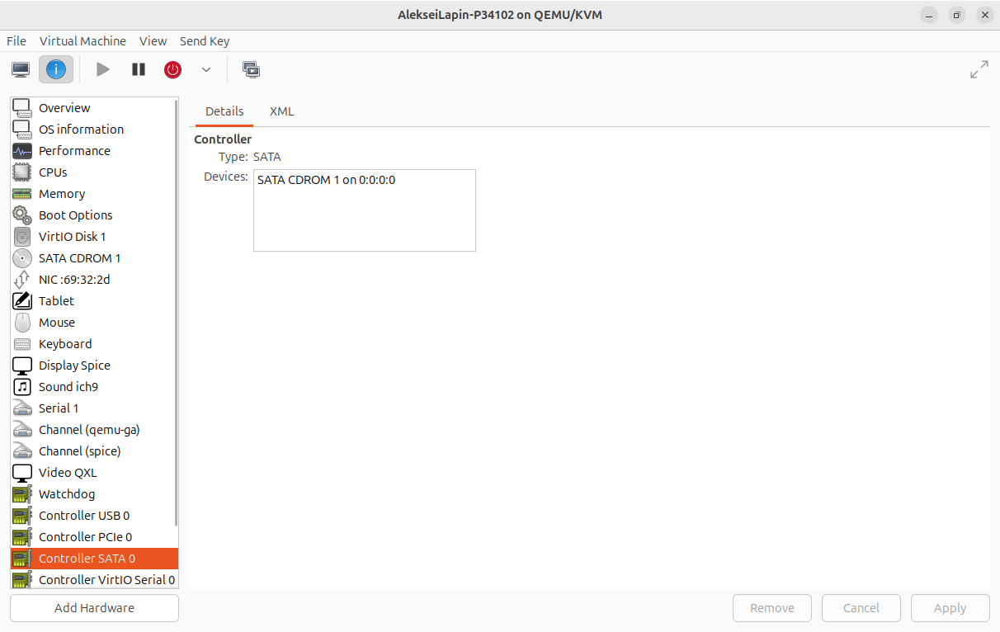 AlekseiLapin-P34102 on QEMU/KVM
File Virtual Machine View Send Key
Overview
OS information
Performance
CPUs
Memory
Boot Options
VirtIO Disk 1
SATA CDROM 1
NIC :69:32:2d
Tablet
Mouse
Keyboard
Display Spice
Sound ich9
Serial 1
Channel (qemu-ga)
Channel (spice)
Video QXL
Watchdog
Controller USB 0
Controller PCIe 0
Controller SATA 0
Controller VirtIO Serial 0
Add Hardware
Details XML
Controller
Type: SATA
Devices: SATA CDROM 1 on 0:0:0:0
Remove Cancel Apply